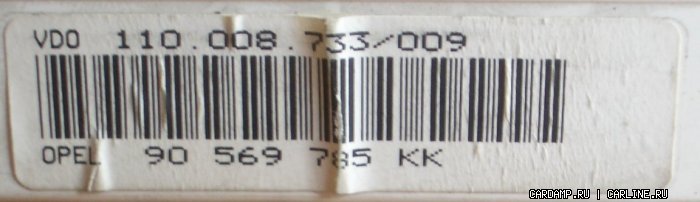 VDO 110.008.733/009
OPEL 90 569 785 KK
CARDAMP.RU | CARLINE.RU